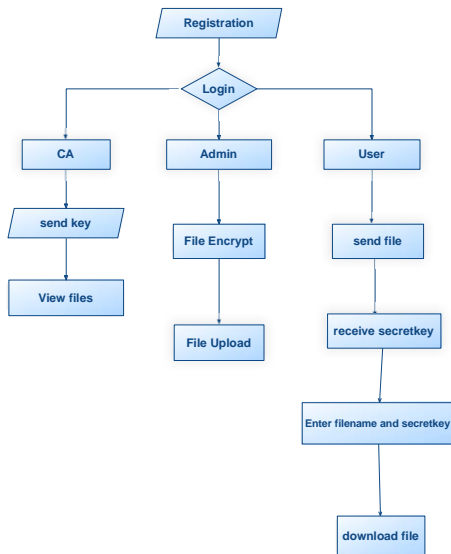 Registration
Login
CA
Admin
User
send key
File Encrypt
send file
View files
File Upload
receive secretkey
Enter filename and secretkey
download file